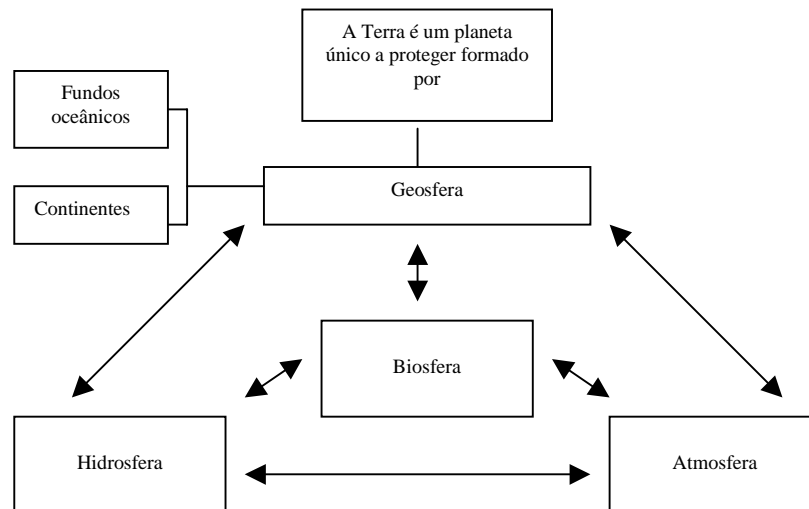 A Terra é um planeta
único a proteger formado
por
Fundos
oceânicos
Continentes
Geosfera
Biosfera
Hidrosfera
Atmosfera